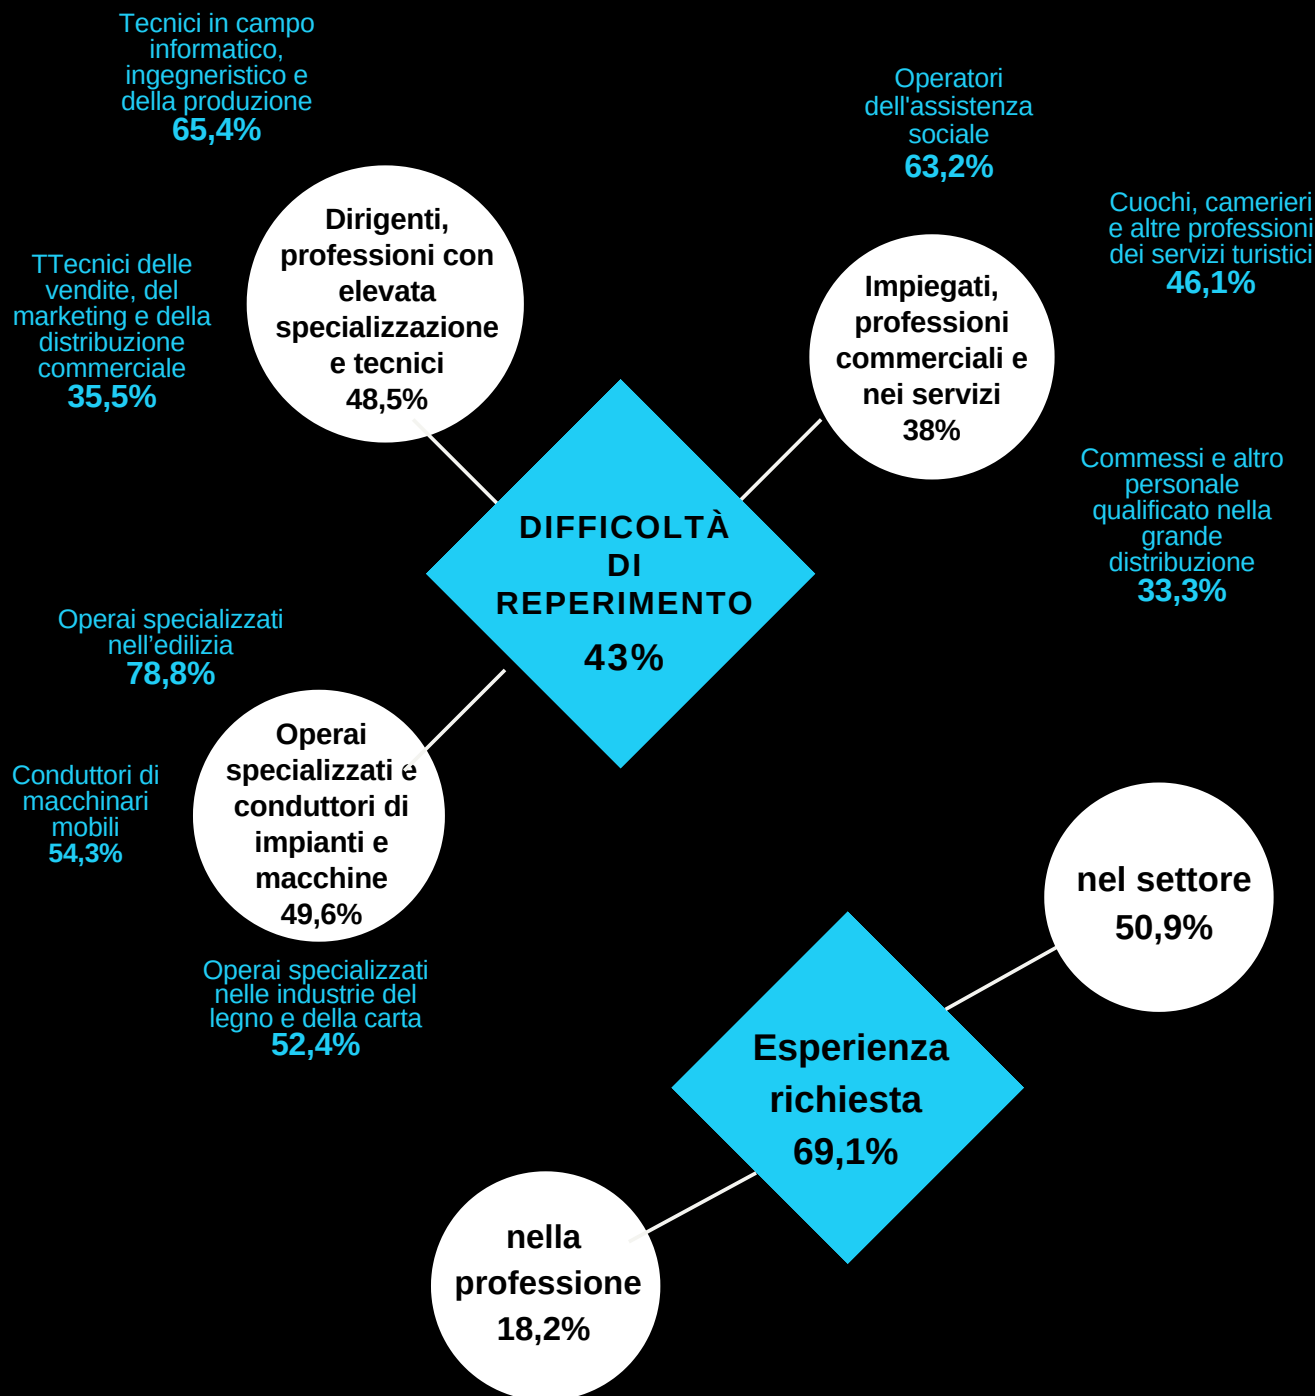 Tecnici in campo
informatico,
ingegneristico e
della produzione
65,4%
Operatori
dell'assistenza
sociale
63,2%
Dirigenti,
professioni con
elevata
specializzazione
e tecnici
48,5%
TTecnici delle
vendite, del
marketing e della
distribuzione
commerciale
35,5%
Impiegati,
professioni
commerciali e
nei servizi
38%
Cuochi, camerieri
e altre professioni
dei servizi turistici
46,1%
Commessi e altro
personale
qualificato nella
grande
distribuzione
33,3%
DIFFICOLTÀ
DI
REPERIMENTO
43%
Operai specializzati
nell’edilizia
78,8%
Conduttori di
macchinari
mobili
54,3%
Operai
specializzati e
conduttori di
impianti e
macchine
49,6%
Operai specializzati
nelle industrie del
legno e della carta
52,4%
nel settore
50,9%
Esperienza
richiesta
69,1%
nella
professione
18,2%